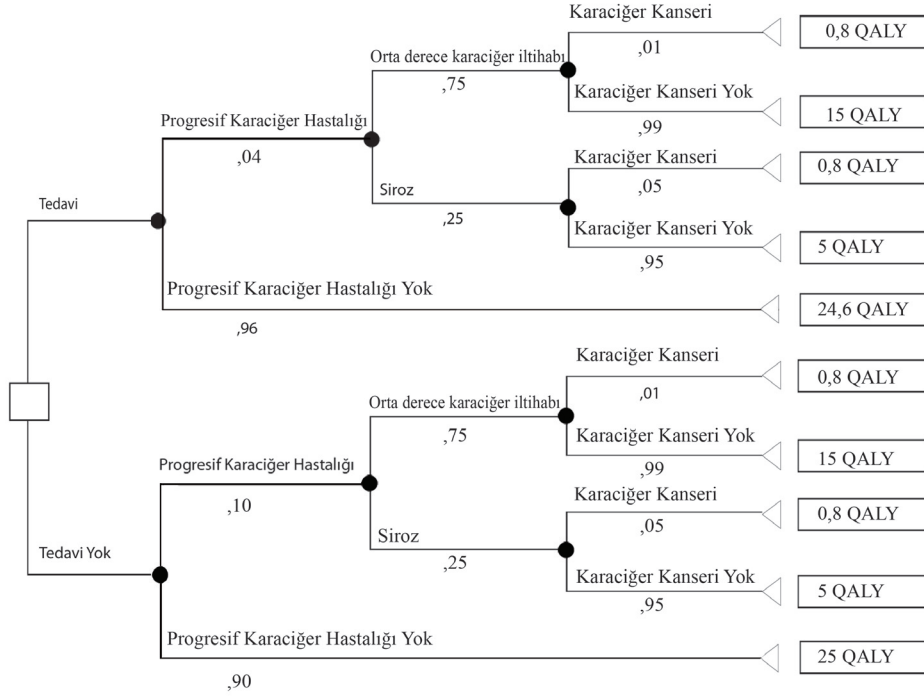 Karaciğer Kanseri
0,8 QALY
,01
Orta derece karaciğer iltihabı
,75
Karaciğer Kanseri Yok
15 QALY
,99
Progresif Karaciğer Hastalığı
,04
Karaciğer Kanseri
0,8 QALY
,05
Siroz
,25
Karaciğer Kanseri Yok
5 QALY
,95
Tedavi
Progresif Karaciğer Hastalığı Yok
24,6 QALY
,96
Karaciğer Kanseri
0,8 QALY
,01
Orta derece karaciğer iltihabı
,75
Karaciğer Kanseri Yok
15 QALY
,99
Progresif Karaciğer Hastalığı
,10
Karaciğer Kanseri
0,8 QALY
,05
Siroz
,25
Karaciğer Kanseri Yok
5 QALY
,95
Tedavi Yok
Progresif Karaciğer Hastalığı Yok
25 QALY
,90